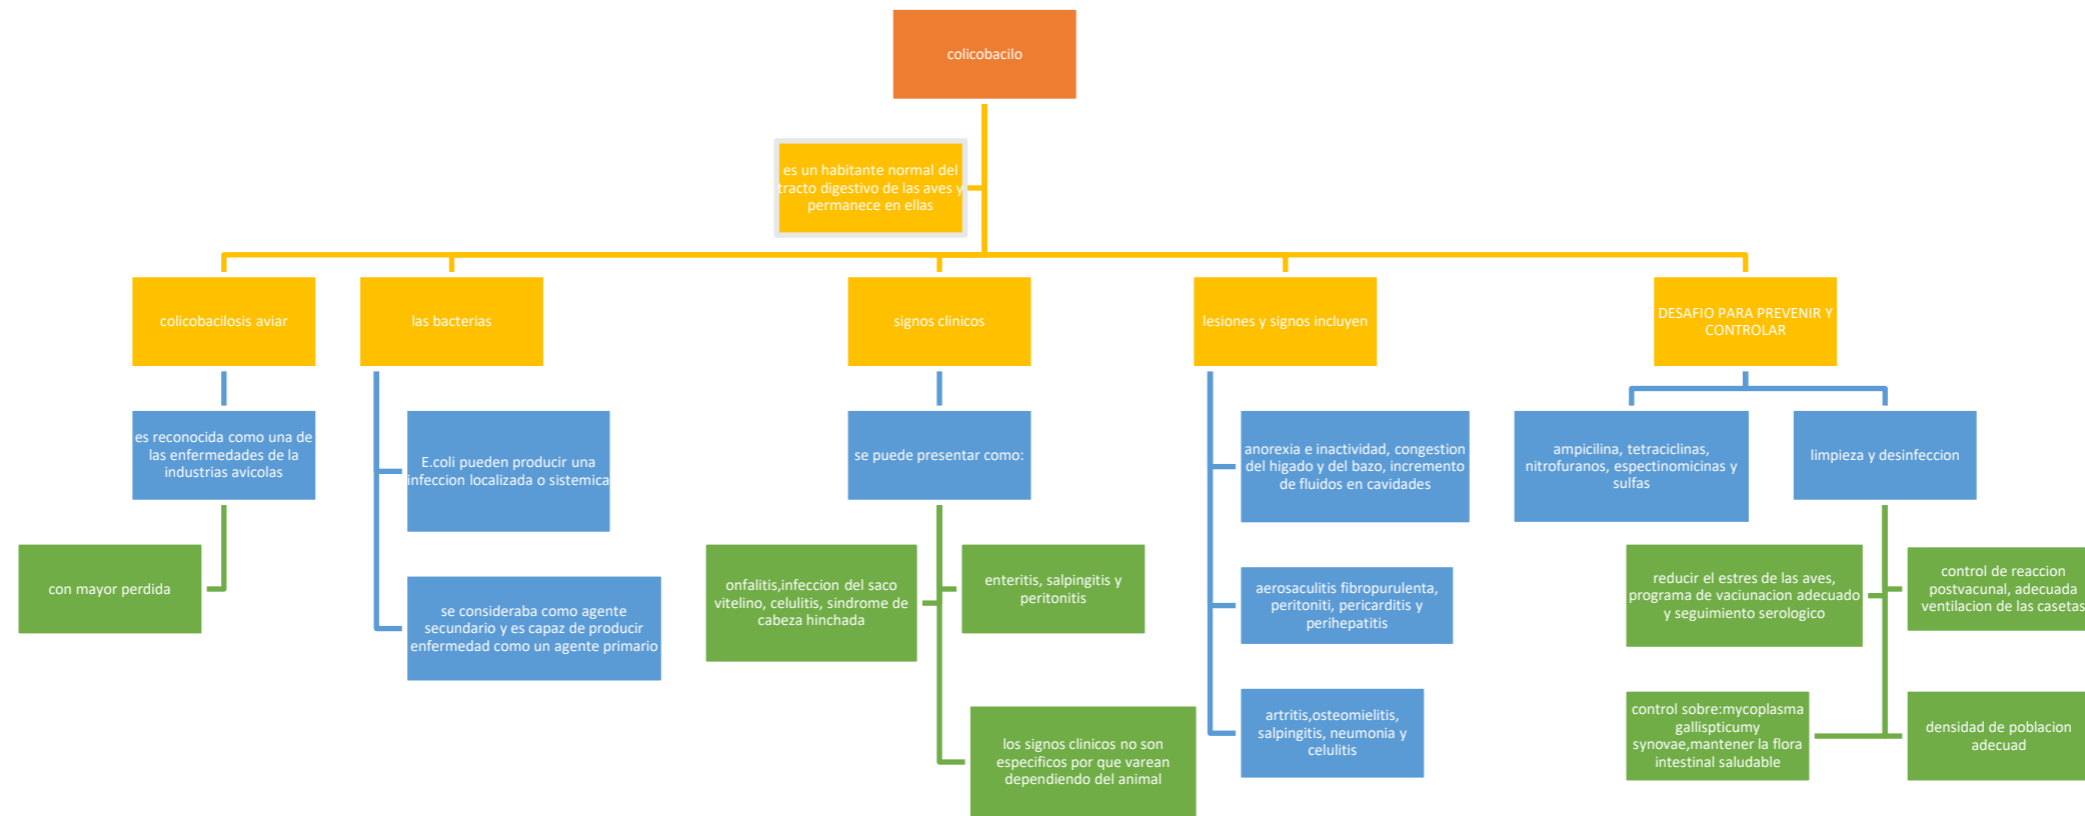 colicobacilo
es un habitante normal del
tracto digestivo de las aves y
permanece en ellas
colicobacilosis aviar
las bacterias
signos clinicos
lesiones y signos incluyen
DESAFIO PARA PREVENIR Y
CONTROLAR
es reconocida como una de
las enfermedades de la
industrias avicolas
con mayor perdida
E.coli pueden producir una
infeccion localizada o sistemica
se consideraba como agente
secundario y es capaz de producir
enfermedad como un agente primario
se puede presentar como:
onfalitis,infeccion del saco
vitelino, celulitis, sindrome de
cabeza hinchada
enteritis, salpingitis y
peritonitis
los signos clinicos no son
especificos por que varean
dependiendo del animal
anorexia e inactividad, congestion
del higado y del bazo, incremento
de fluidos en cavidades
aerosaculitis fibropurulenta,
peritoniti, pericarditis y
perihepatitis
artritis,osteomielitis,
salpingitis, neumonia y
celulitis
ampicilina, tetraciclinas,
nitrofuranos, espectinomicinas y
sulfas
limpieza y desinfeccion
reducir el estres de las aves,
programa de vaciunacion adecuado
y seguimiento serologico
control de reaccion
postvacunal, adecuada
ventilacion de las casetas
control sobre:mycoplasma
gallispticumy
synovae,mantener la flora
intestinal saludable
densidad de poblacion
adecuad